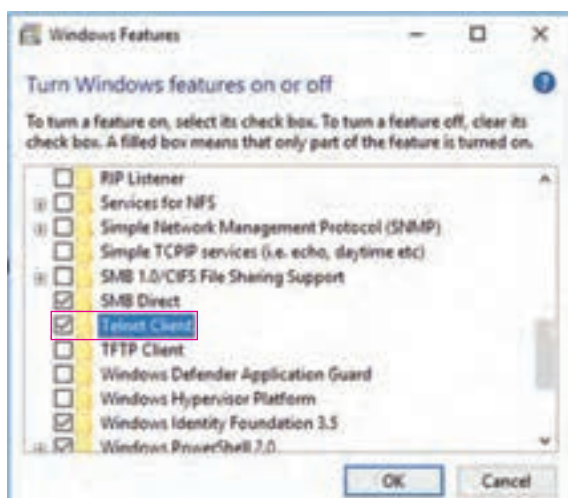 Windows Features
Turn Windows features on or off
To turn a feature on, select its check box. To turn a feature off, clear its
check box. A filled box means that only part of the feature is turned on.
RIP Listener
Services for NFS
Simple Network Management Protocol (SNMP)
Simple TCPIP services (i.e. echo, daytime etc)
SMB 1.0/CIFS File Sharing Support
SMB Direct
Telnet Client
TFTP Client
Windows Defender Application Guard
Windows Hypervisor Platform
Windows Identity Foundation 3.5
Windows PowerShell 2.0
OK
Cancel